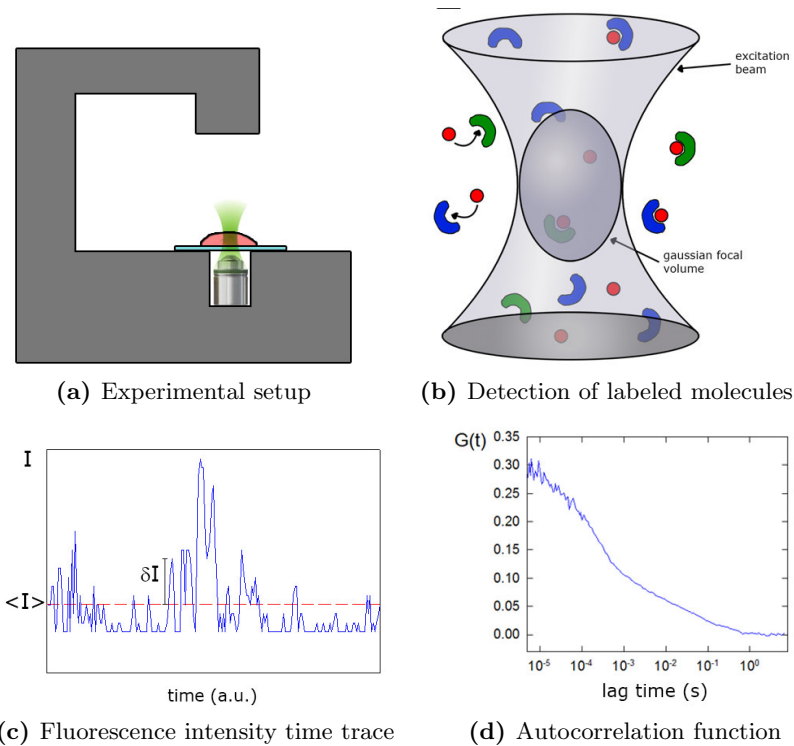 excitation
beam
gaussian focal
volume
(a) Experimental setup
(b) Detection of labeled molecules
I
δI
<I>
time (a.u.)
G(t)
0.35
0.30
0.25
0.20
0.15
0.10
0.05
0.00
10-5 10-4 10-3 10-2 10-1 100
lag time (s)
(c) Fluorescence intensity time trace
(d) Autocorrelation function